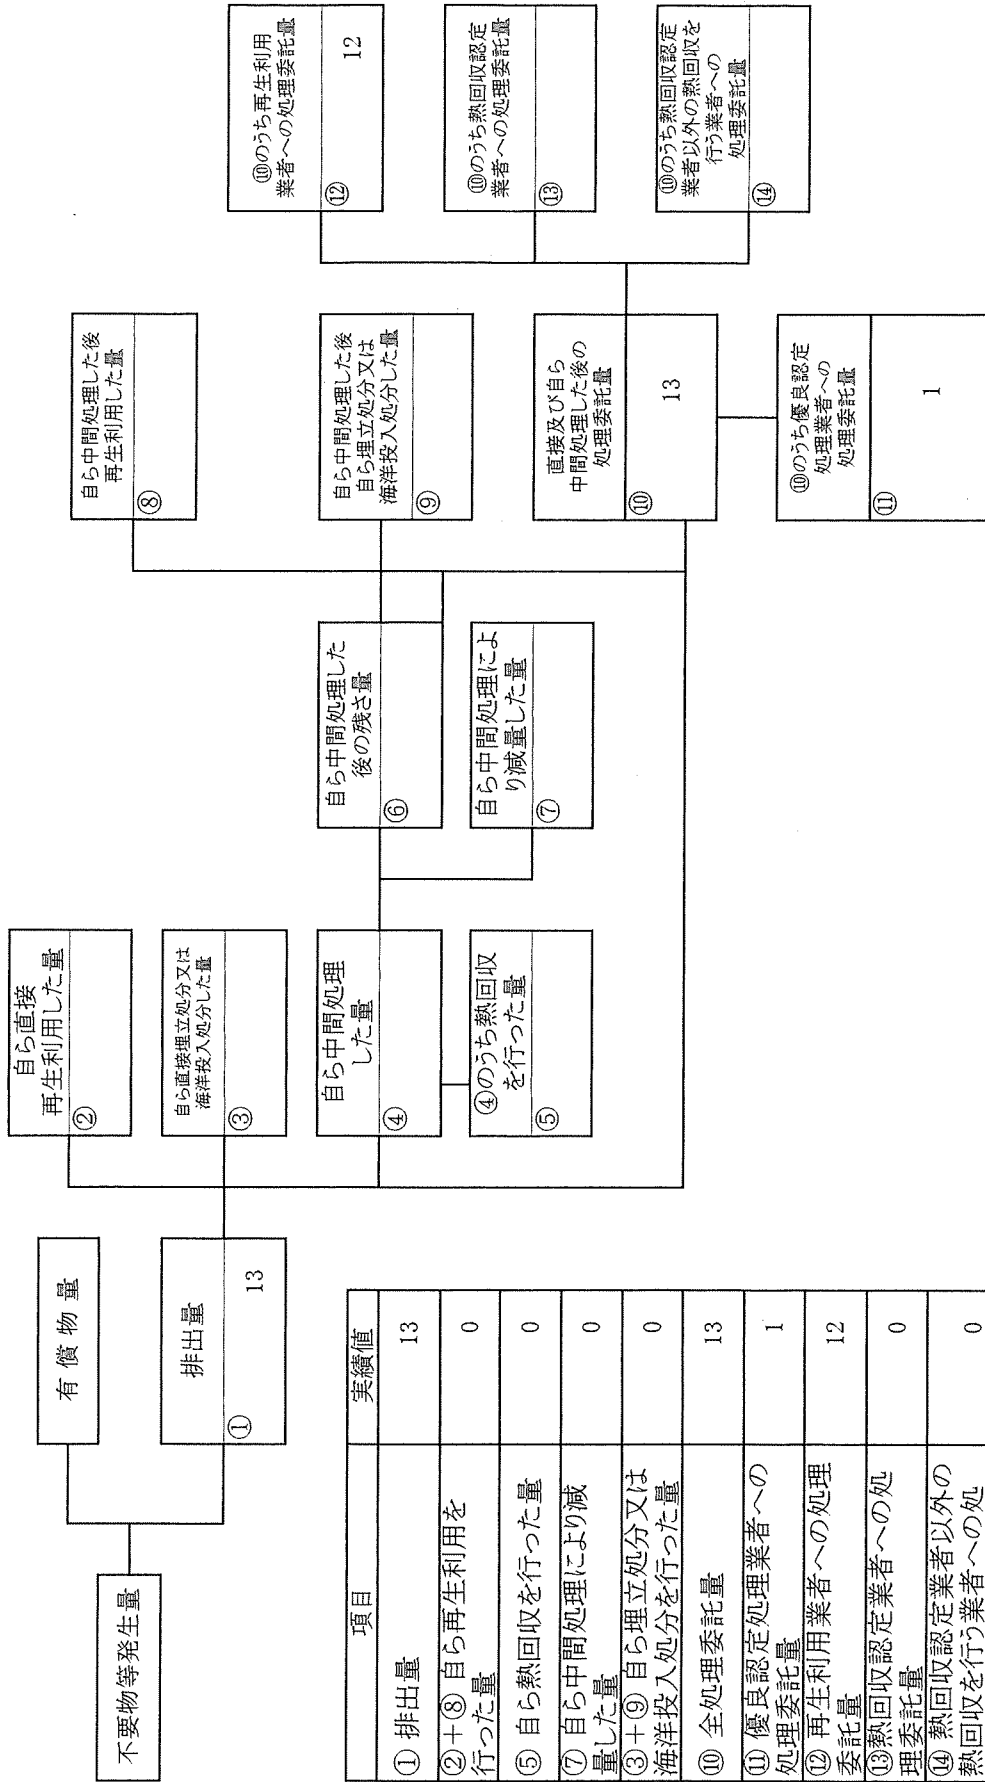 不要物等発生量
有償物量
排出量
①
13
自ら直接
再生利用した量
②
自ら直接埋立処分又は
海洋投入処分した量
③
自ら中間処理
した量
④
④のうち熱回収
を行った量
⑤
自ら中間処理した
後の残さ量
⑥
自ら中間処理によ
り減量した量
⑦
自ら中間処理した後
再生利用した量
⑧
自ら中間処理した後
自ら埋立処分又は
海洋投入処分した量
⑨
直接及び自ら
中間処理した後の
処理委託量
⑩
13
⑩のうち優良認定
処理業者への
処理委託量
⑪
1
⑩のうち再生利用
業者への処理委託量
⑫
12
⑩のうち熱回収認定
業者への処理委託量
⑬
⑩のうち熱回収認定
業者以外の熱回収を
行う業者への
処理委託量
⑭
項目 実績値
①排出量 13
②+⑧自ら再生利用を
行った量 0
⑤自ら熱回収を行った量 0
⑦自ら中間処理により減
量した量 0
③+⑨自ら埋立処分又は
海洋投入処分を行った量 0
⑩全処理委託量 13
⑪優良認定処理業者への
処理委託量 1
⑫再生利用業者への処理
委託量 12
⑬熱回収認定業者への処
理委託量 0
⑭熱回収認定業者以外の
熱回収を行う業者への処 0